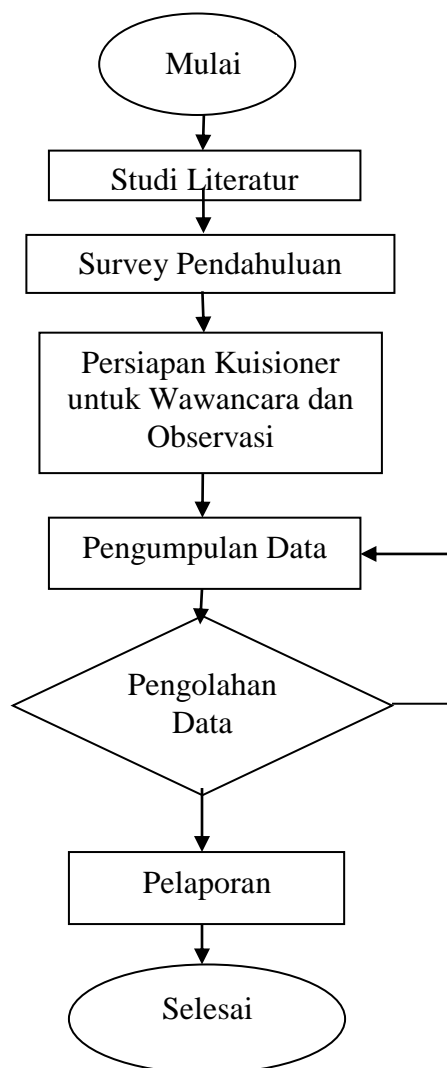 Mulai
Studi Literatur
Survey Pendahuluan
Persiapan Kuisioner
untuk Wawancara dan
Observasi
Pengumpulan Data
Pengolahan
Data
Pelaporan
Selesai